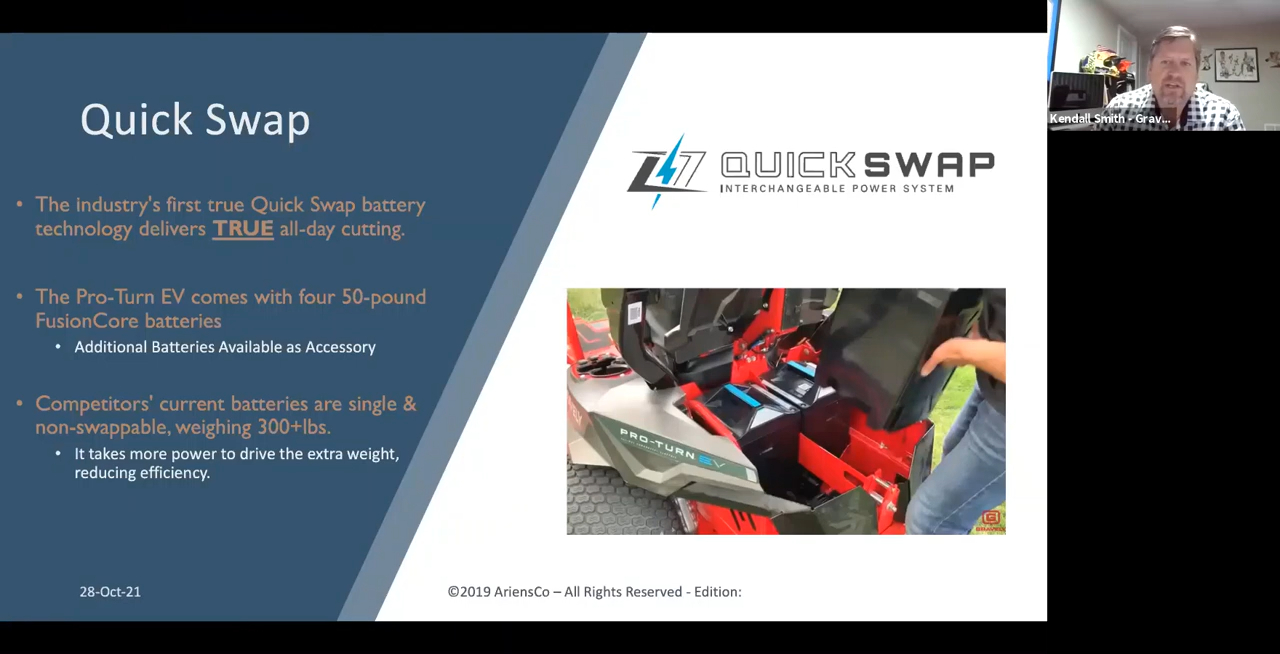 Quick Swap
• The industry's first true Quick Swap battery
technology delivers TRUE all-day cutting.
• The Pro-Turn EV comes with four 50-pound
FusionCore batteries
• Additional Batteries Available as Accessory
• Competitors' current batteries are single &
non-swappable, weighing 300+lbs.
• It takes more power to drive the extra weight,
reducing efficiency.
28-Oct-21
©2019 AriensCo – All Rights Reserved - Edition:
QUICKSWAP
INTERCHANGEABLE POWER SYSTEM
PRO-TURN EV
GRAVELY
Kendall Smith - Grav...